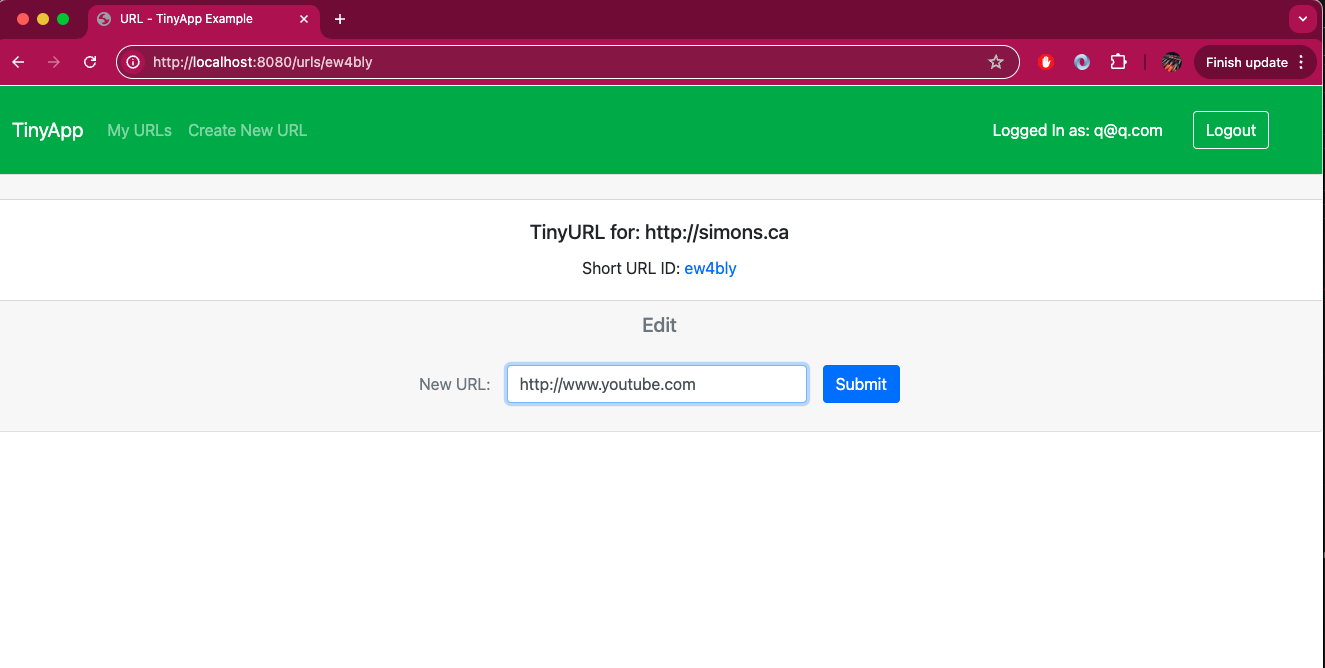 URL - TinyApp Example
http://localhost:8080/urls/ew4bly
Finish update
TinyApp My URLs Create New URL Logged In as: q@q.com Logout
TinyURL for: http://simons.ca
Short URL ID: ew4bly
Edit
New URL: http://www.youtube.com Submit